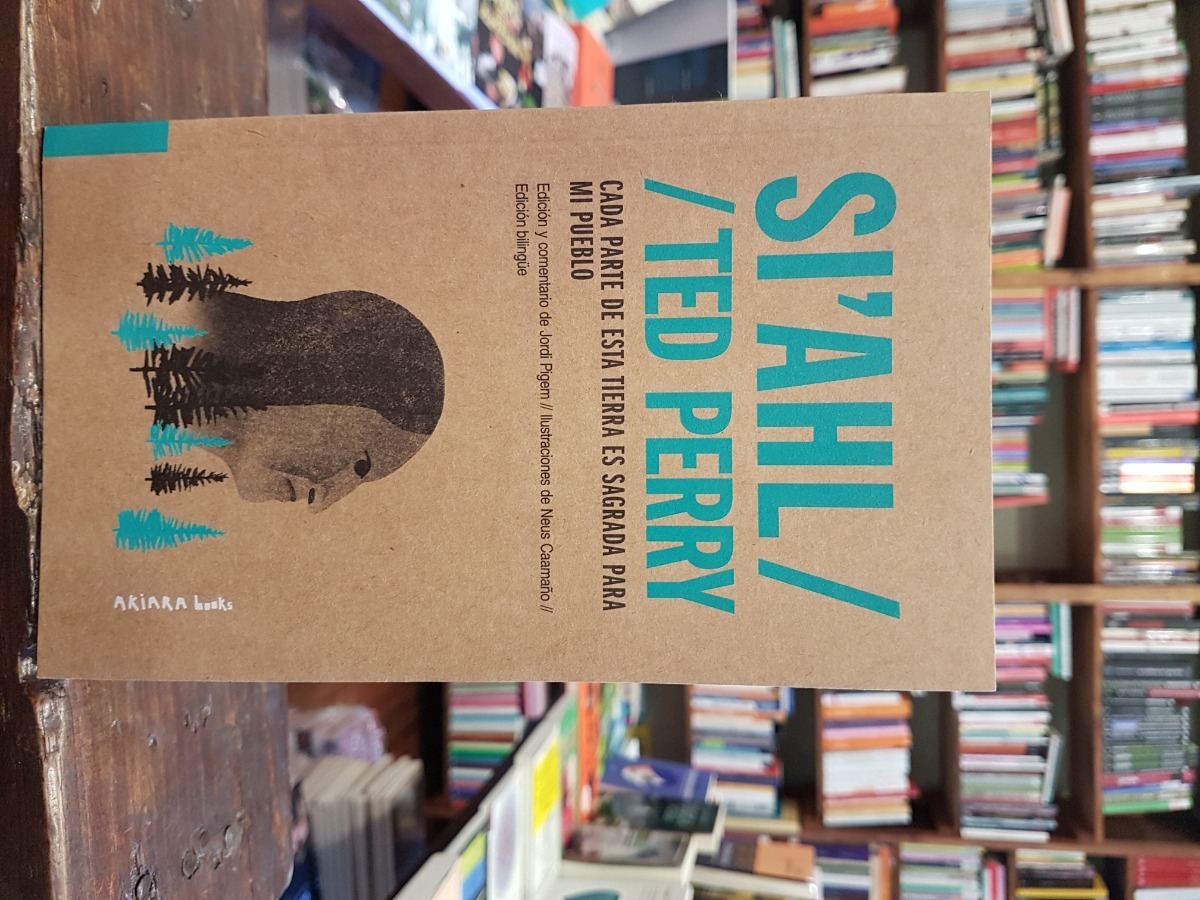 SI'AHL/
/TED PERRY
CADA PARTE DE ESTA TIERRA ES SAGRADA PARA
MI PUEBLO
Edición y comentario de Jordi Pigem // Ilustraciones de Neus Caamaño //
Edición bilingüe
AKIARA books